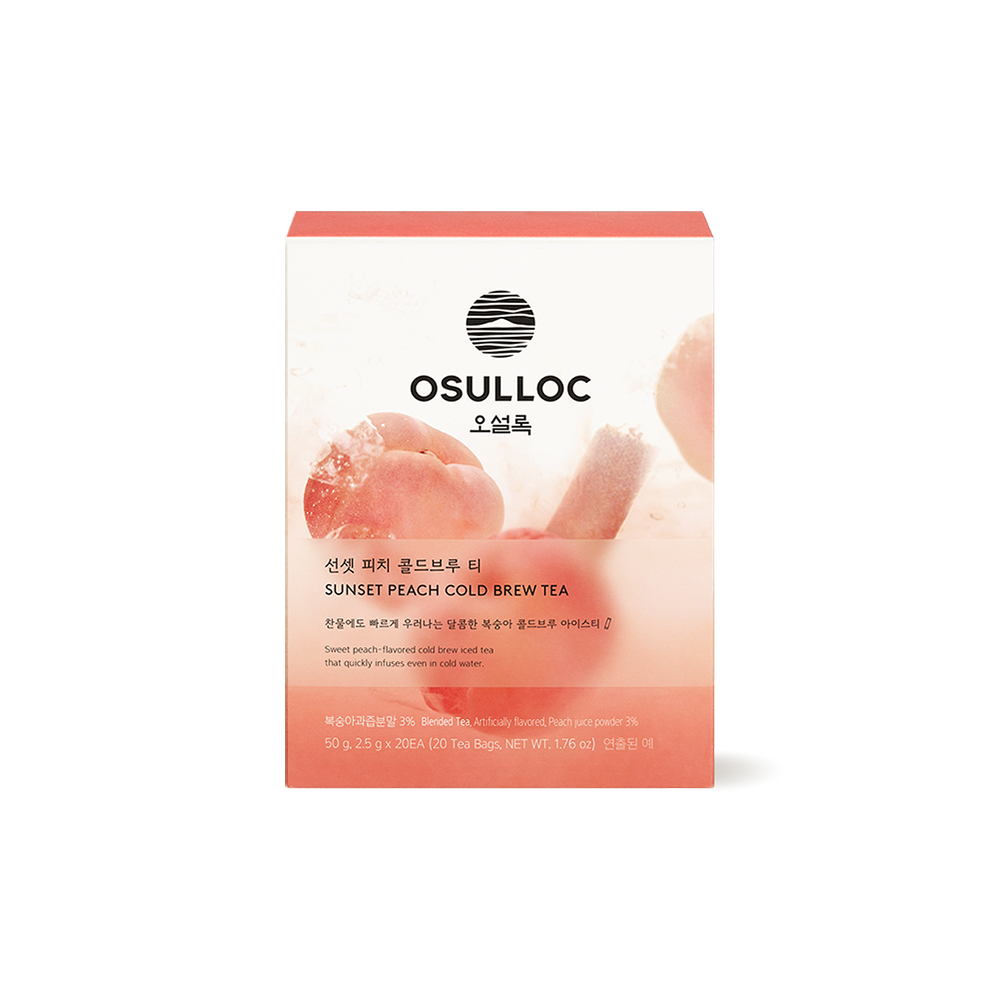 OSULLOC
오설록
선셋 피치 콜드브루 티
SUNSET PEACH COLD BREW TEA
찬물에도 빠르게 우러나는 달콤한 복숭아 콜드브루 아이스티
Sweet peach-flavored cold brew iced tea
that quickly infuses even in cold water.
복숭아과즙분말 3% Blended Tea, Artificially flavored, Peach juice powder 3%
50 g, 2.5 g x 20EA (20 Tea Bags, NET WT. 1.76 oz) 연출된 예